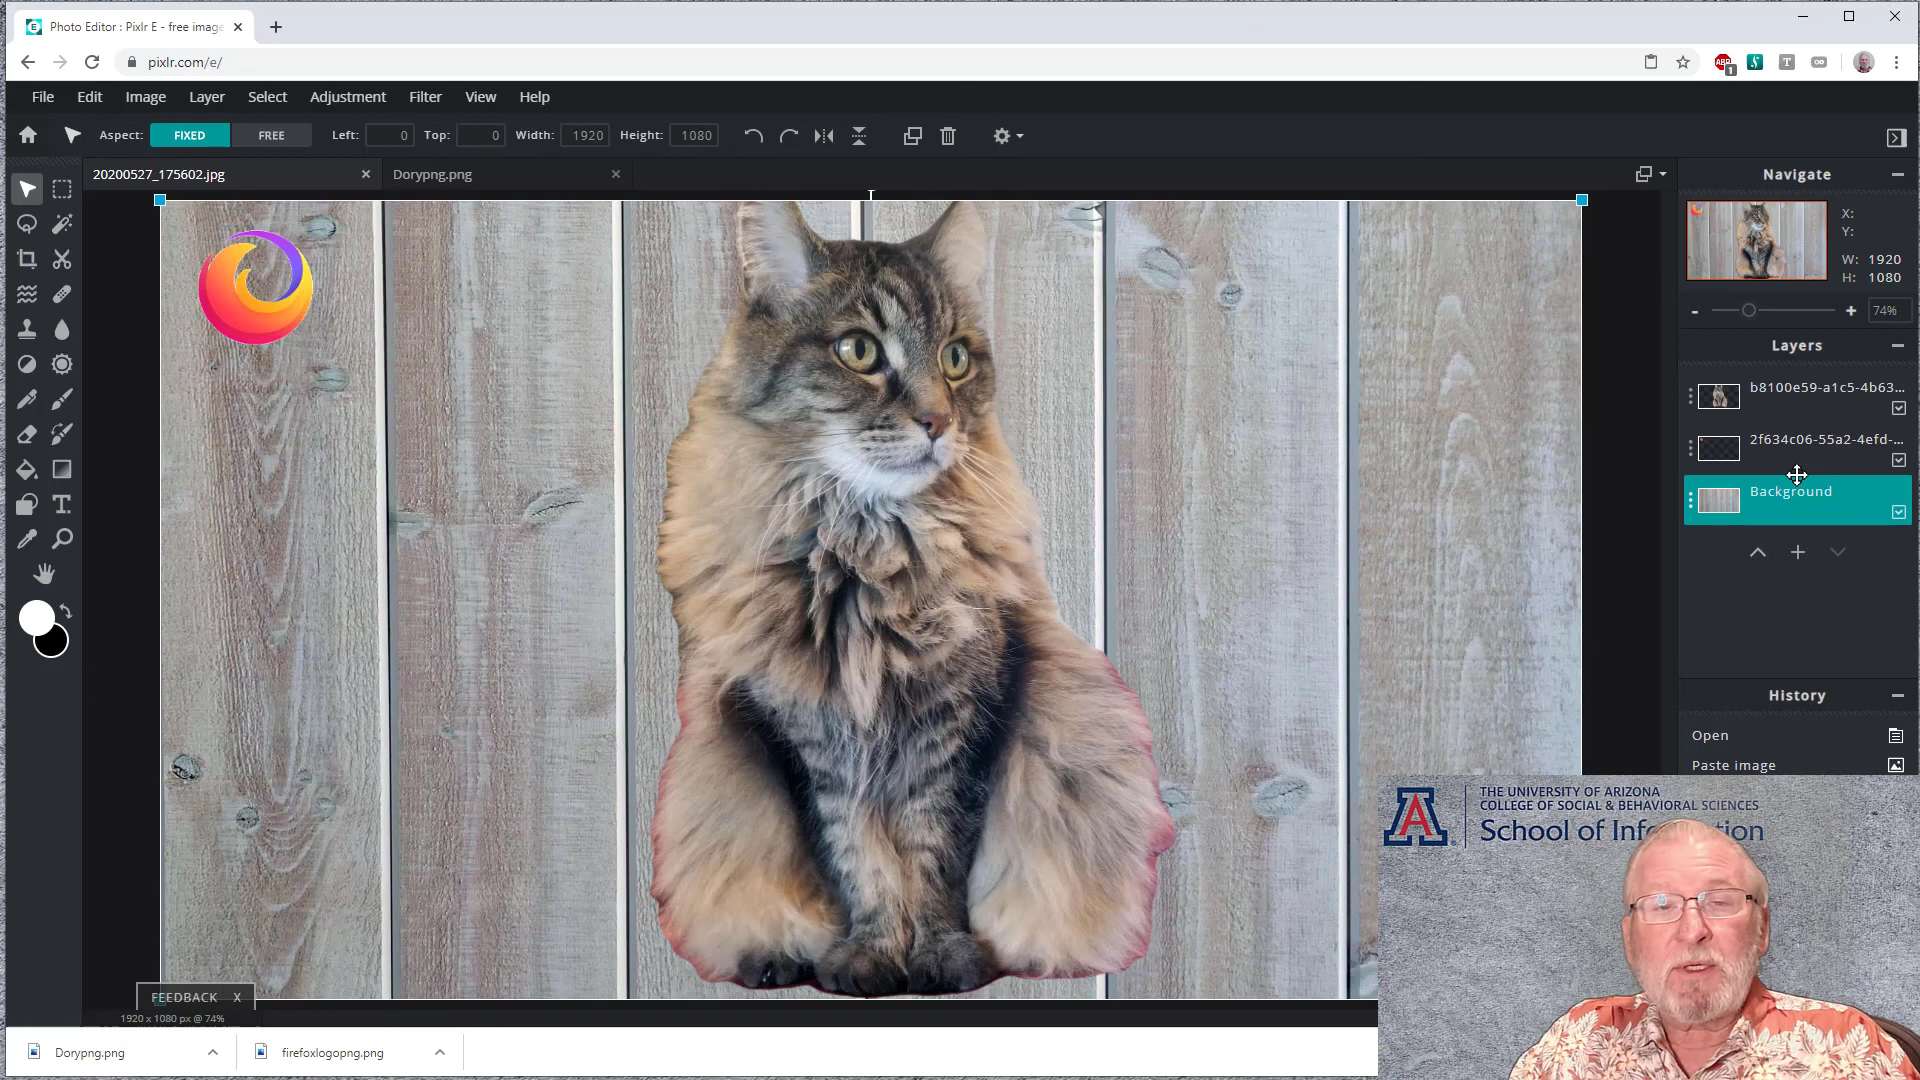 Photo Editor : Pixlr E - free image
pixlr.com/e/
ABP
1
T
File Edit Image Layer Select Adjustment Filter View Help
Aspect: FIXED FREE Left: 0 Top: 0 Width: 1920 Height: 1080
20200527_175602.jpg
Dorypng.png
Navigate
X:
Y:
W: 1920
H: 1080
- + 74%
Layers
b8100e59-a1c5-4b63...
2f634c06-55a2-4efd-...
Background
History
Open
Paste image
A
THE UNIVERSITY OF ARIZONA
COLLEGE OF SOCIAL & BEHAVIORAL SCIENCES
School of Information
FEEDBACK X
1920 x 1080 px @ 74%
Dorypng.png
firefoxlogopng.png